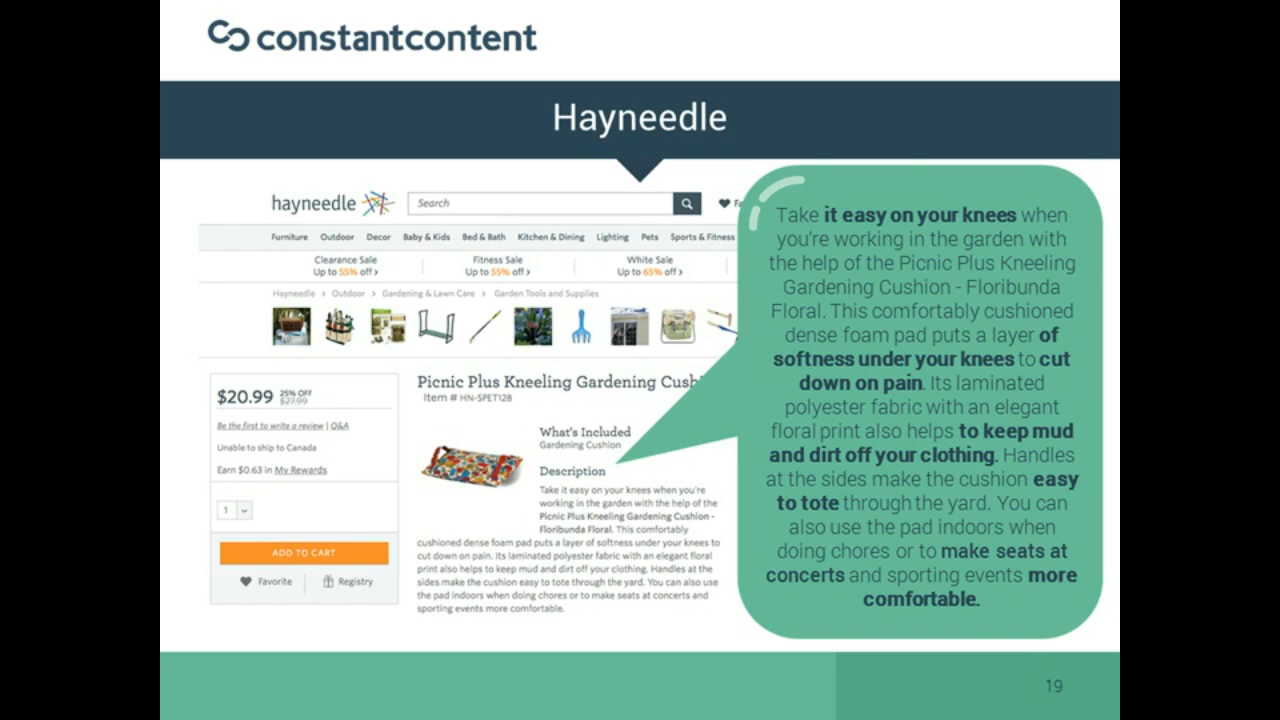 constantcontent
Hayneedle
hayneedle
Search
Furniture Outdoor Decor Baby & Kids Bed & Bath Kitchen & Dining Lighting Pets Sports & Fitness
Clearance Sale
Up to 55% off ›
Fitness Sale
Up to 55% off ›
White Sale
Up to 65% off ›
Hayneedle > Outdoor > Gardening & Lawn Care > Garden Tools and Supplies
$20.99 25% OFF
$27.99
Be the first to write a review | Q&A
Unable to ship to Canada
Earn $0.63 in My Rewards
1
ADD TO CART
Favorite
Registry
Picnic Plus Kneeling Gardening
Item # HN-SPET128
What's Included
Gardening Cushion
Description
Take it easy on your knees when you're
working in the garden with the help of the
Picnic Plus Kneeling Gardening Cushion -
Floribunda Floral. This comfortably
cushioned dense foam pad puts a layer of softness under your knees to
cut down on pain. Its laminated polyester fabric with an elegant floral
print also helps to keep mud and dirt off your clothing. Handles at the
sides make the cushion easy to tote through the yard. You can also use
the pad indoors when doing chores or to make seats at concerts and
sporting events more comfortable.
Take it easy on your knees when
you're working in the garden with
the help of the Picnic Plus Kneeling
Gardening Cushion - Floribunda
Floral. This comfortably cushioned
dense foam pad puts a layer of
softness under your knees to cut
down on pain. Its laminated
polyester fabric with an elegant
floral print also helps to keep mud
and dirt off your clothing. Handles
at the sides make the cushion easy
to tote through the yard. You can
also use the pad indoors when
doing chores or to make seats at
concerts and sporting events more
comfortable.
19